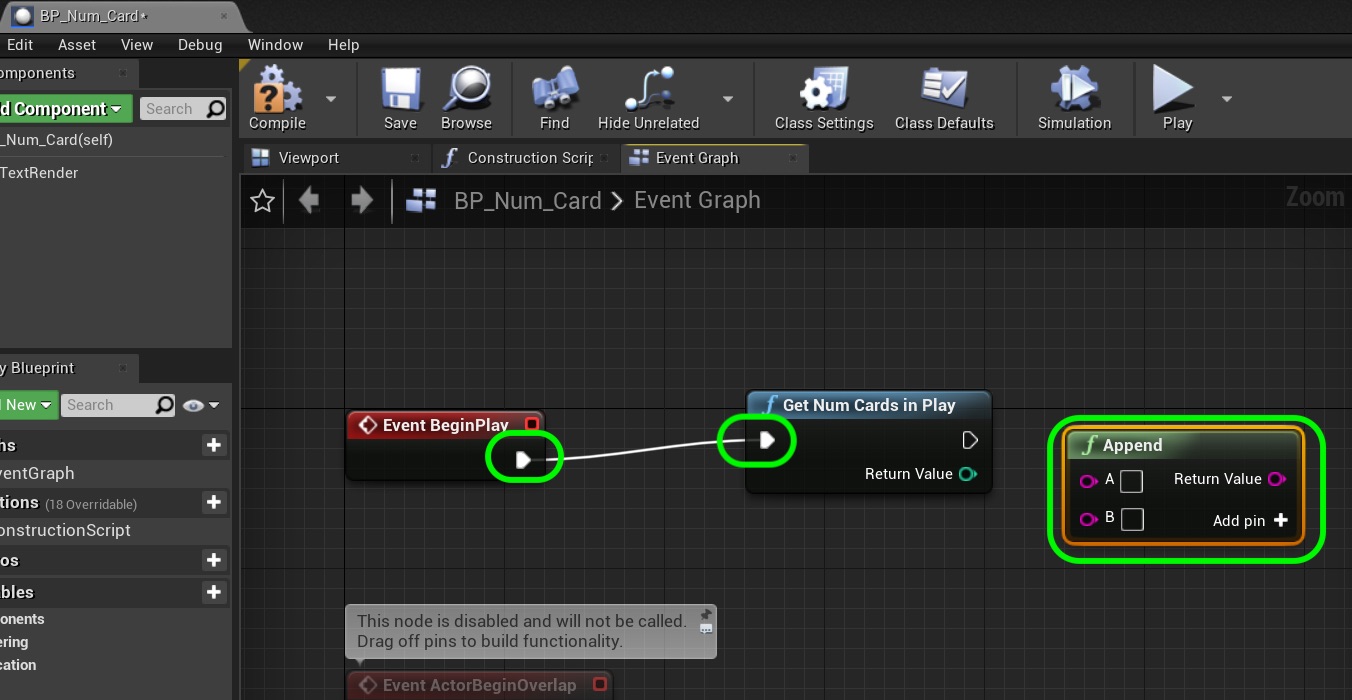 BP_Num_Card*
Edit Asset View Debug Window Help
omponents
d Component Search
_Num_Card(self)
TextRender
Compile Save Browse Find Hide Unrelated Class Settings Class Defaults Simulation Play
Viewport Construction Scrip Event Graph
BP_Num_Card > Event Graph
Zoom
y Blueprint
New Search
hs
ventGraph
tions (18 Overridable)
onstructionScript
os
bles
onents
ering
cation
Event BeginPlay
Get Num Cards in Play
Return Value
Append
A Return Value
B Add pin
This node is disabled and will not be called.
Drag off pins to build functionality.
Event ActorBeginOverlap